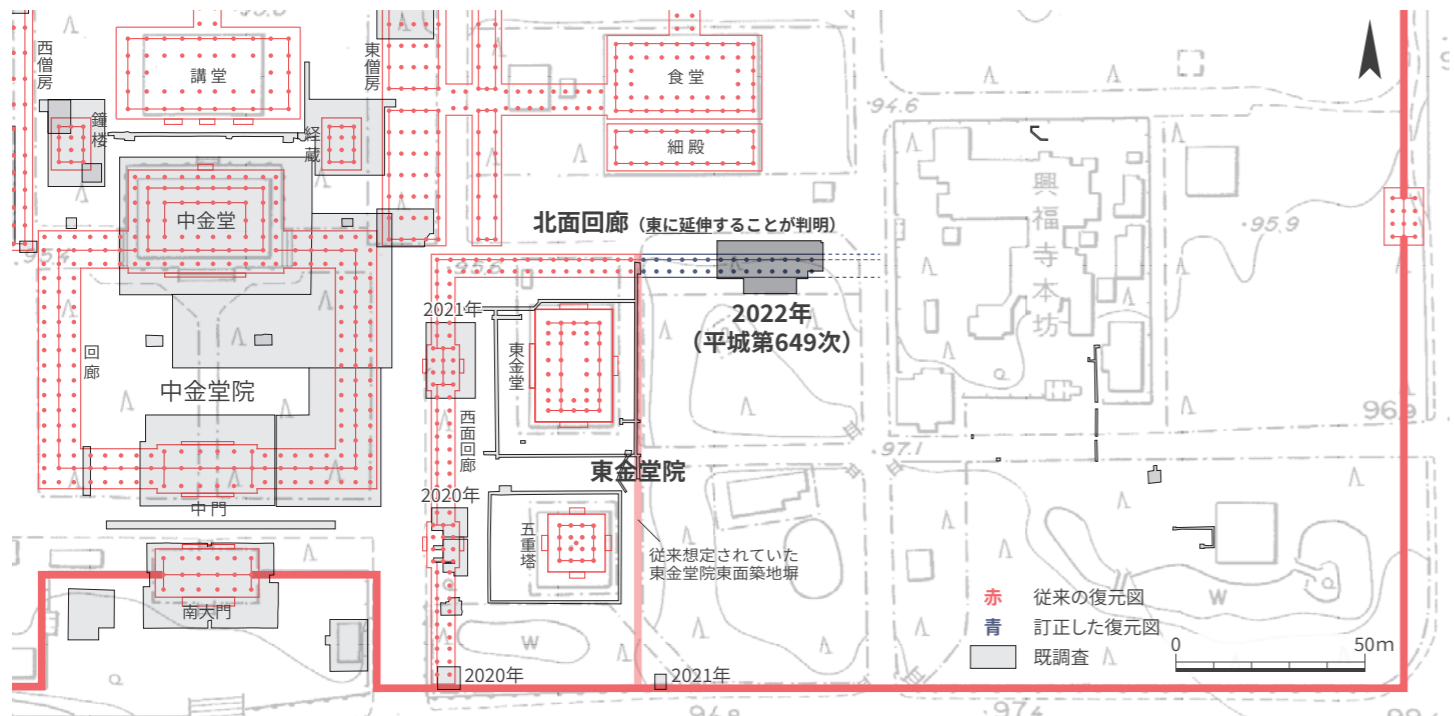 西僧房
講堂
東僧房
食堂
鐘楼
経蔵
細殿
94.6
中金堂
興福寺本坊
北面回廊（東に延伸することが判明）
95.9
95.4
95.6
2021年
2022年
（平城第649次）
東金堂
回廊
中金堂院
西面回廊
96.9
97.1
東金堂院
2020年
中門
五重塔
従来想定されていた
東金堂院東面築地塀
南大門
赤 従来の復元図
青 訂正した復元図
既調査
0 50m
W
W
2020年
2021年